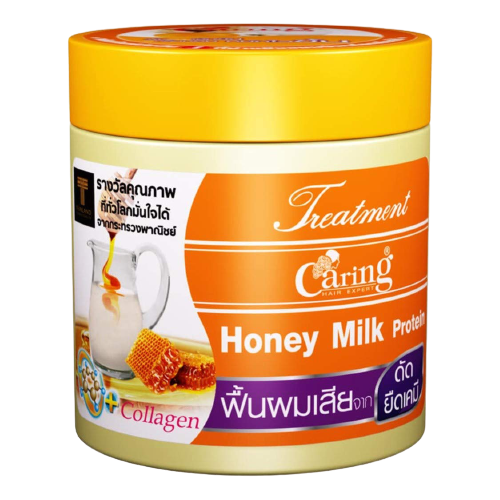 รางวัลคุณภาพ
ที่ทั่วโลกมั่นใจได้
จากกระทรวงพาณิชย์
Treatment
Caring®
HAIR EXPERT
Honey Milk Protein
+Collagen
ฟื้นผมเสียจาก
ดัด
ยืดเคมี